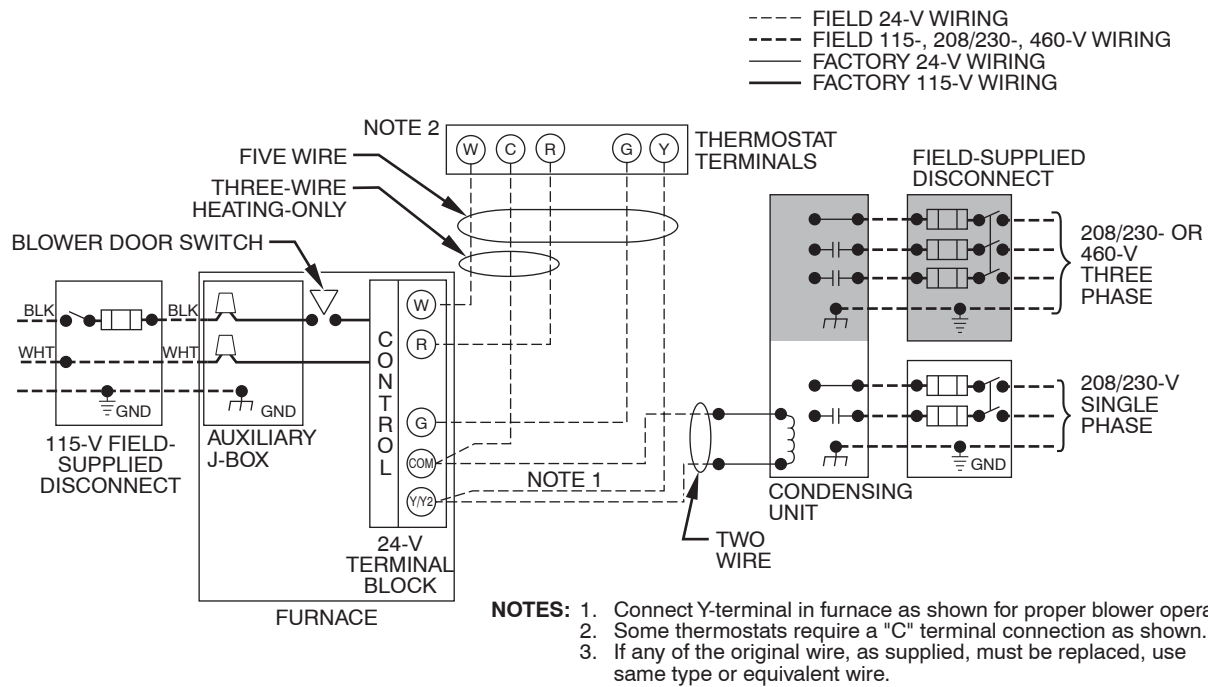 FIELD 24-V WIRING
FIELD 115-, 208/230-, 460-V WIRING
FACTORY 24-V WIRING
FACTORY 115-V WIRING
NOTE 2
W C R G Y
THERMOSTAT
TERMINALS
FIVE WIRE
THREE-WIRE
HEATING-ONLY
BLOWER DOOR SWITCH
FIELD-SUPPLIED
DISCONNECT
208/230- OR
460-V
THREE
PHASE
BLK
BLK
WHT
WHT
GND
GND
AUXILIARY
J-BOX
115-V FIELD-
SUPPLIED
DISCONNECT
CONTROL
W
R
G
COM
Y/Y2
24-V
TERMINAL
BLOCK
FURNACE
NOTE 1
TWO
WIRE
CONDENSING
UNIT
208/230-V
SINGLE
PHASE
GND
NOTES: 1. Connect Y-terminal in furnace as shown for proper blower opera
2. Some thermostats require a "C" terminal connection as shown.
3. If any of the original wire, as supplied, must be replaced, use
same type or equivalent wire.